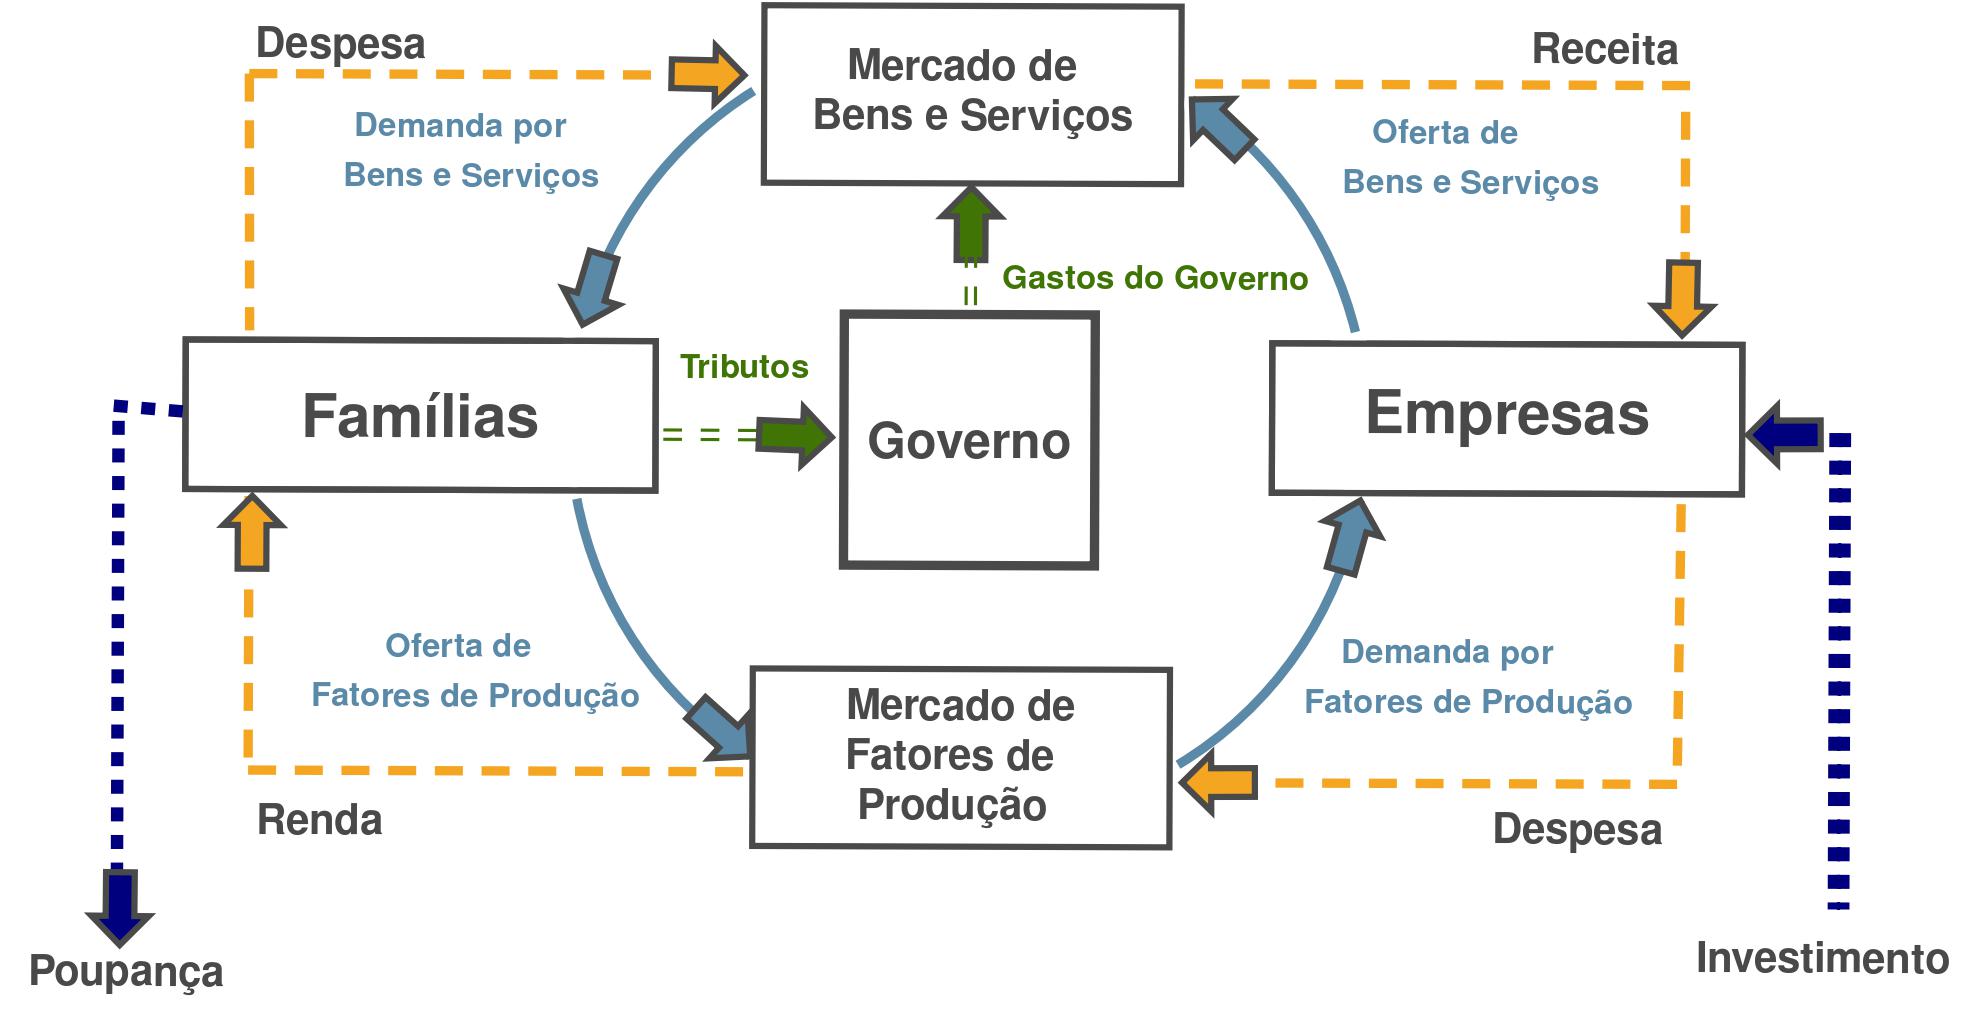 Despesa
Mercado de
Bens e Serviços
Receita
Demanda por
Bens e Serviços
Oferta de
Bens e Serviços
Gastos do Governo
Tributos
Famílias
Governo
Empresas
Oferta de
Fatores de Produção
Mercado de
Fatores de
Produção
Demanda por
Fatores de Produção
Renda
Despesa
Poupança
Investimento